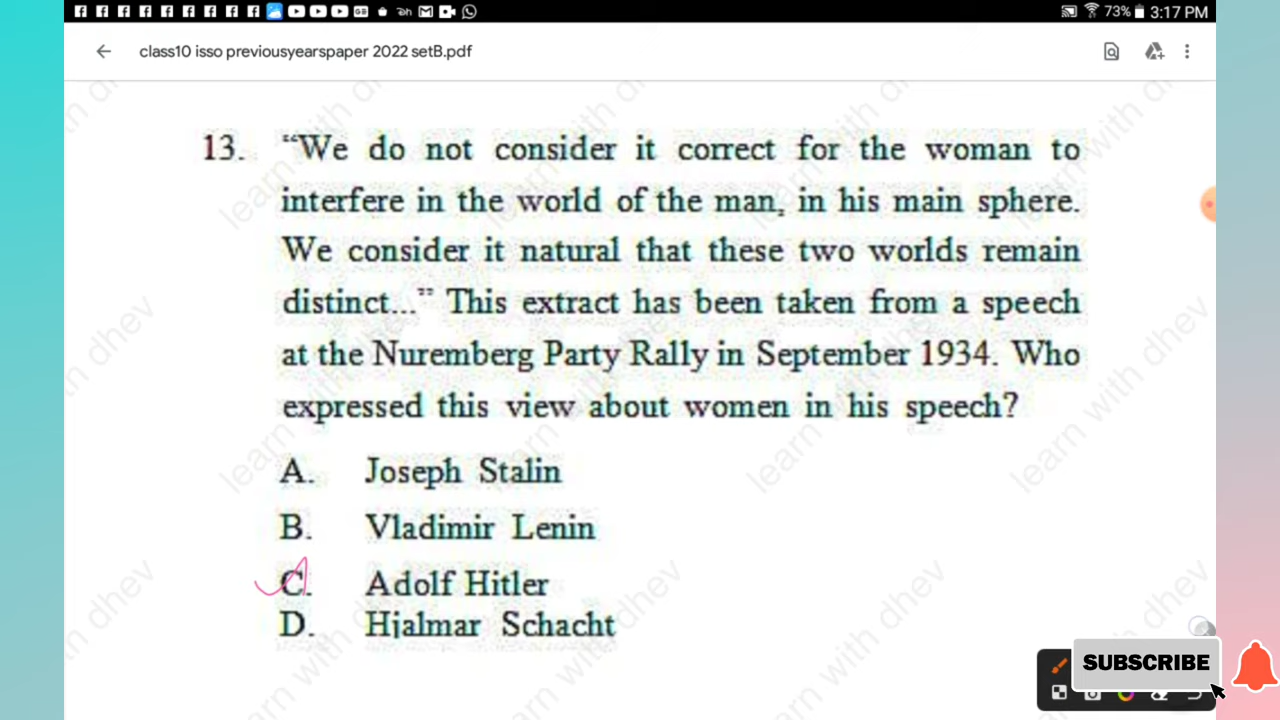 73% 3:17 PM
class10 isso previousyearspaper 2022 setB.pdf
13. “We do not consider it correct for the woman to
interfere in the world of the man, in his main sphere.
We consider it natural that these two worlds remain
distinct...” This extract has been taken from a speech
at the Nuremberg Party Rally in September 1934. Who
expressed this view about women in his speech?
A. Joseph Stalin
B. Vladimir Lenin
C. Adolf Hitler
D. Hjalmar Schacht
SUBSCRIBE
learn with dhev